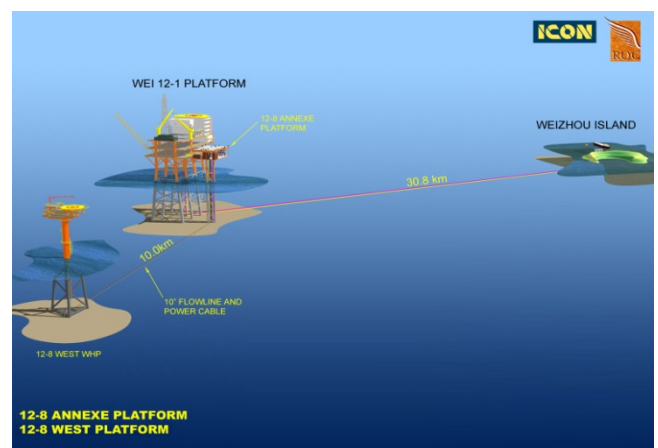 ICON
ROC
WEI 12-1 PLATFORM
12-8 ANNEXE
PLATFORM
WEIZHOU ISLAND
30.8 km
10.0km
10" FLOWLINE AND
POWER CABLE
12-8 WEST WHP
12-8 ANNEXE PLATFORM
12-8 WEST PLATFORM